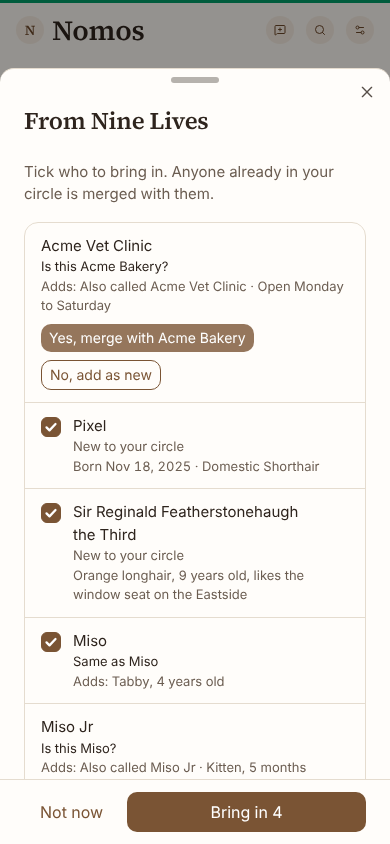 N Nomos
From Nine Lives
Tick who to bring in. Anyone already in your
circle is merged with them.
Acme Vet Clinic
Is this Acme Bakery?
Adds: Also called Acme Vet Clinic · Open Monday
to Saturday
Yes, merge with Acme Bakery
No, add as new
Pixel
New to your circle
Born Nov 18, 2025 · Domestic Shorthair
Sir Reginald Featherstonehaugh
the Third
New to your circle
Orange longhair, 9 years old, likes the
window seat on the Eastside
Miso
Same as Miso
Adds: Tabby, 4 years old
Miso Jr
Is this Miso?
Adds: Also called Miso Jr · Kitten, 5 months
Not now
Bring in 4